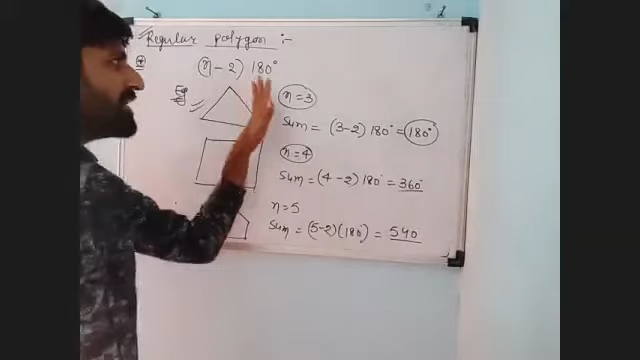 Regular polygon :-
(n-2) 180°
n=3
Sum = (3-2) 180° = 180°
n=4
Sum = (4-2) 180° = 360°
n=5
Sum = (5-2)(180°) = 540